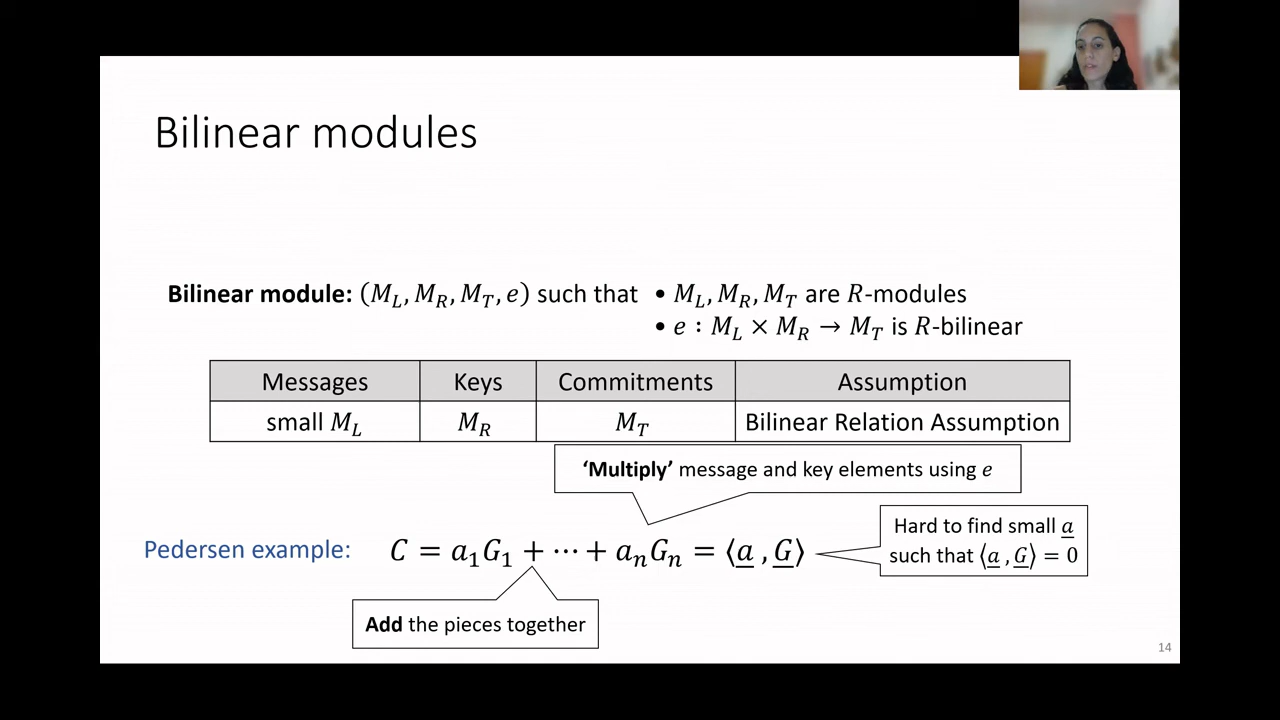 Bilinear modules
Bilinear module: (M_L, M_R, M_T, e) such that • M_L, M_R, M_T are R-modules
• e : M_L × M_R → M_T is R-bilinear
Messages Keys Commitments Assumption
small M_L M_R M_T Bilinear Relation Assumption
'Multiply' message and key elements using e
Hard to find small a
such that ⟨a , G⟩ = 0
Pedersen example: C = a₁G₁ + ⋯ + aₙGₙ = ⟨a , G⟩
Add the pieces together
14